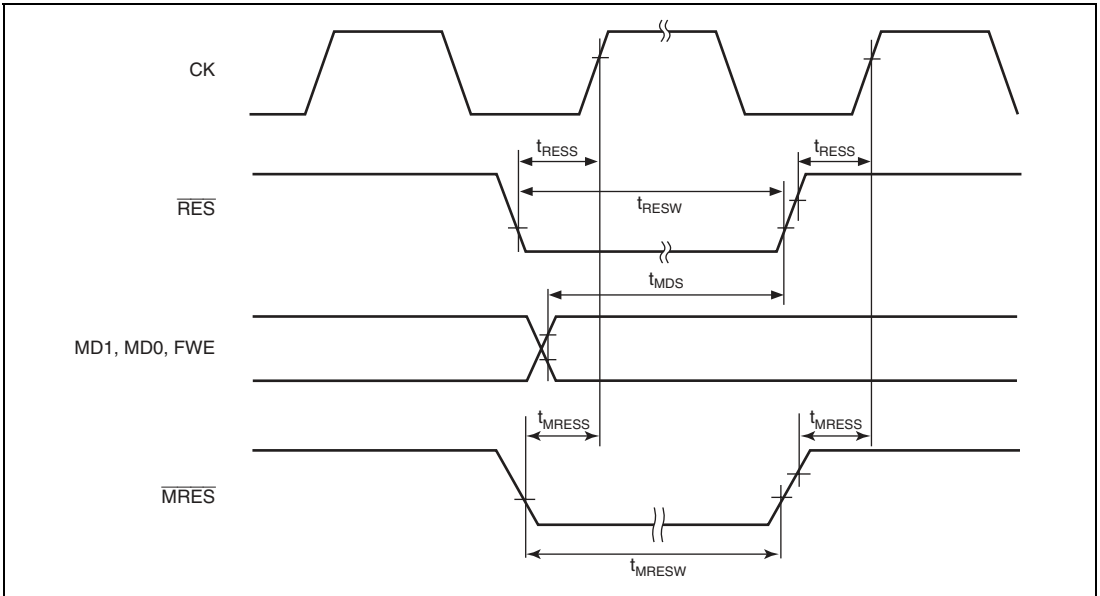 CK
tRESS tRESS
RES
tRESW
tMDS
MD1, MD0, FWE
tMRESS tMRESS
MRES
tMRESW